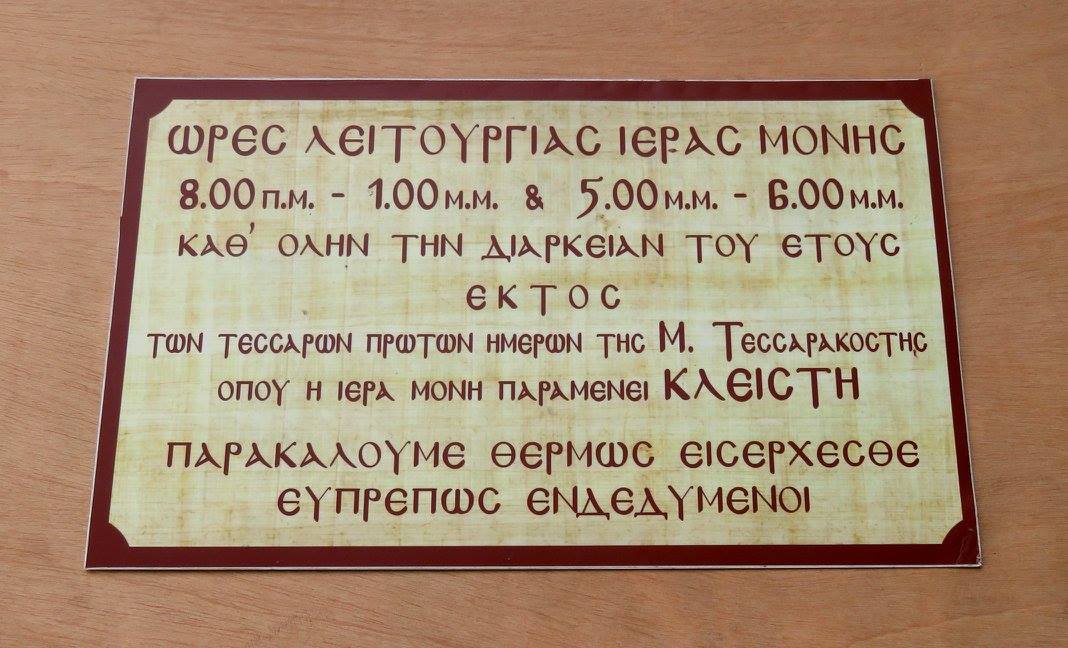 ΩΡΕC ΛΕΙΤΟΥΡΓΙΑC ΙΕΡΑC ΜΟΝΗC
8.00 Π.Μ. - 1.00 Μ.Μ. & 5.00 Μ.Μ. - 6.00 Μ.Μ.
ΚΑΘ' ΟΛΗΝ ΤΗΝ ΔΙΑΡΚΕΙΑΝ ΤΟΥ ΕΤΟΥC
ΕΚΤΟC
ΤΩΝ ΤΕCCΑΡΩΝ ΠΡΩΤΩΝ ΗΜΕΡΩΝ ΤΗC Μ. ΤΕCCΑΡΑΚΟCΤΗC
ΟΠΟΥ Η ΙΕΡΑ ΜΟΝΗ ΠΑΡΑΜΕΝΕΙ ΚΛΕΙCΤΗ
ΠΑΡΑΚΑΛΟΥΜΕ ΘΕΡΜΩC ΕΙCΕΡΧΕCΘΕ
ΕΥΠΡΕΠΩC ΕΝΔΕΔΥΜΕΝΟΙ